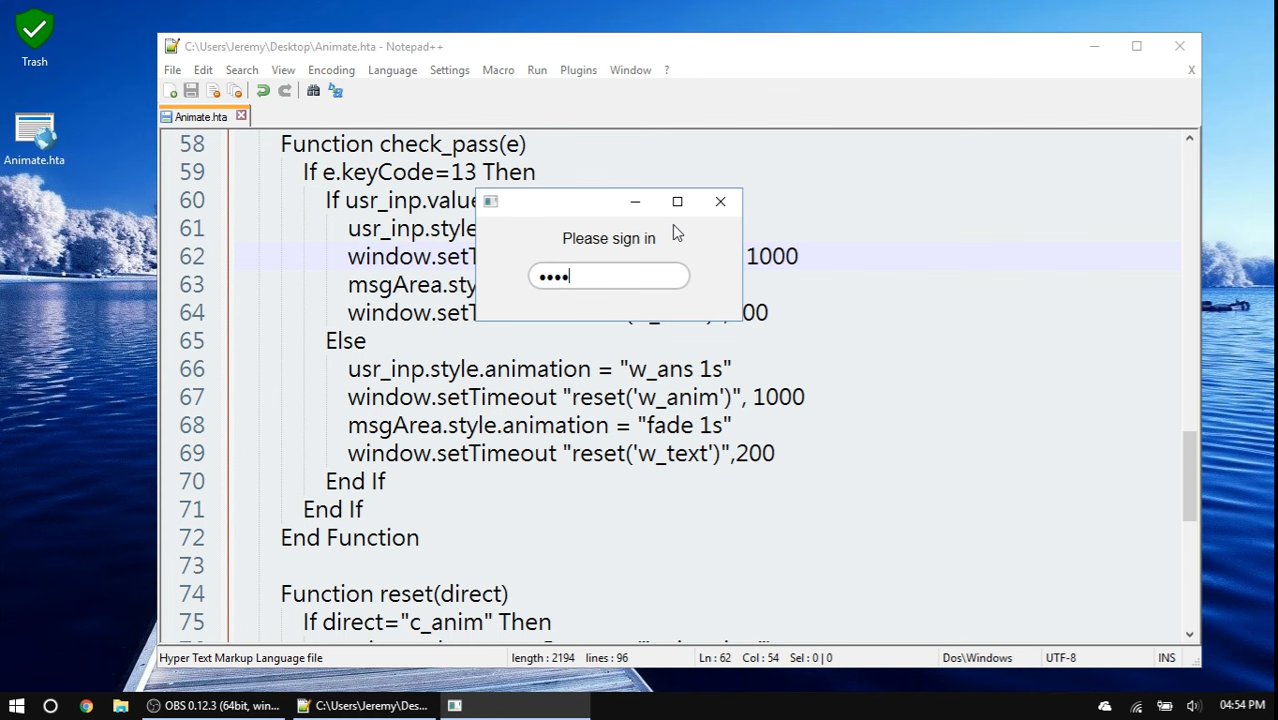 Trash
Animate.hta
C:\Users\Jeremy\Desktop\Animate.hta - Notepad++
File Edit Search View Encoding Language Settings Macro Run Plugins Window ? X
Animate.hta
58 Function check_pass(e)
59 If e.keyCode=13 Then
60 If usr_inp.value
61 usr_inp.style
62 window.setT 1000
63 msgArea.sty
64 window.setT 00
65 Else
66 usr_inp.style.animation = "w_ans 1s"
67 window.setTimeout "reset('w_anim')", 1000
68 msgArea.style.animation = "fade 1s"
69 window.setTimeout "reset('w_text')",200
70 End If
71 End If
72 End Function
73
74 Function reset(direct)
75 If direct="c_anim" Then
Please sign in
••••
Hyper Text Markup Language file length : 2194 lines : 96 Ln : 62 Col : 54 Sel : 0 | 0 Dos\Windows UTF-8 INS
OBS 0.12.3 (64bit, win... C:\Users\Jeremy\Des... 04:54 PM